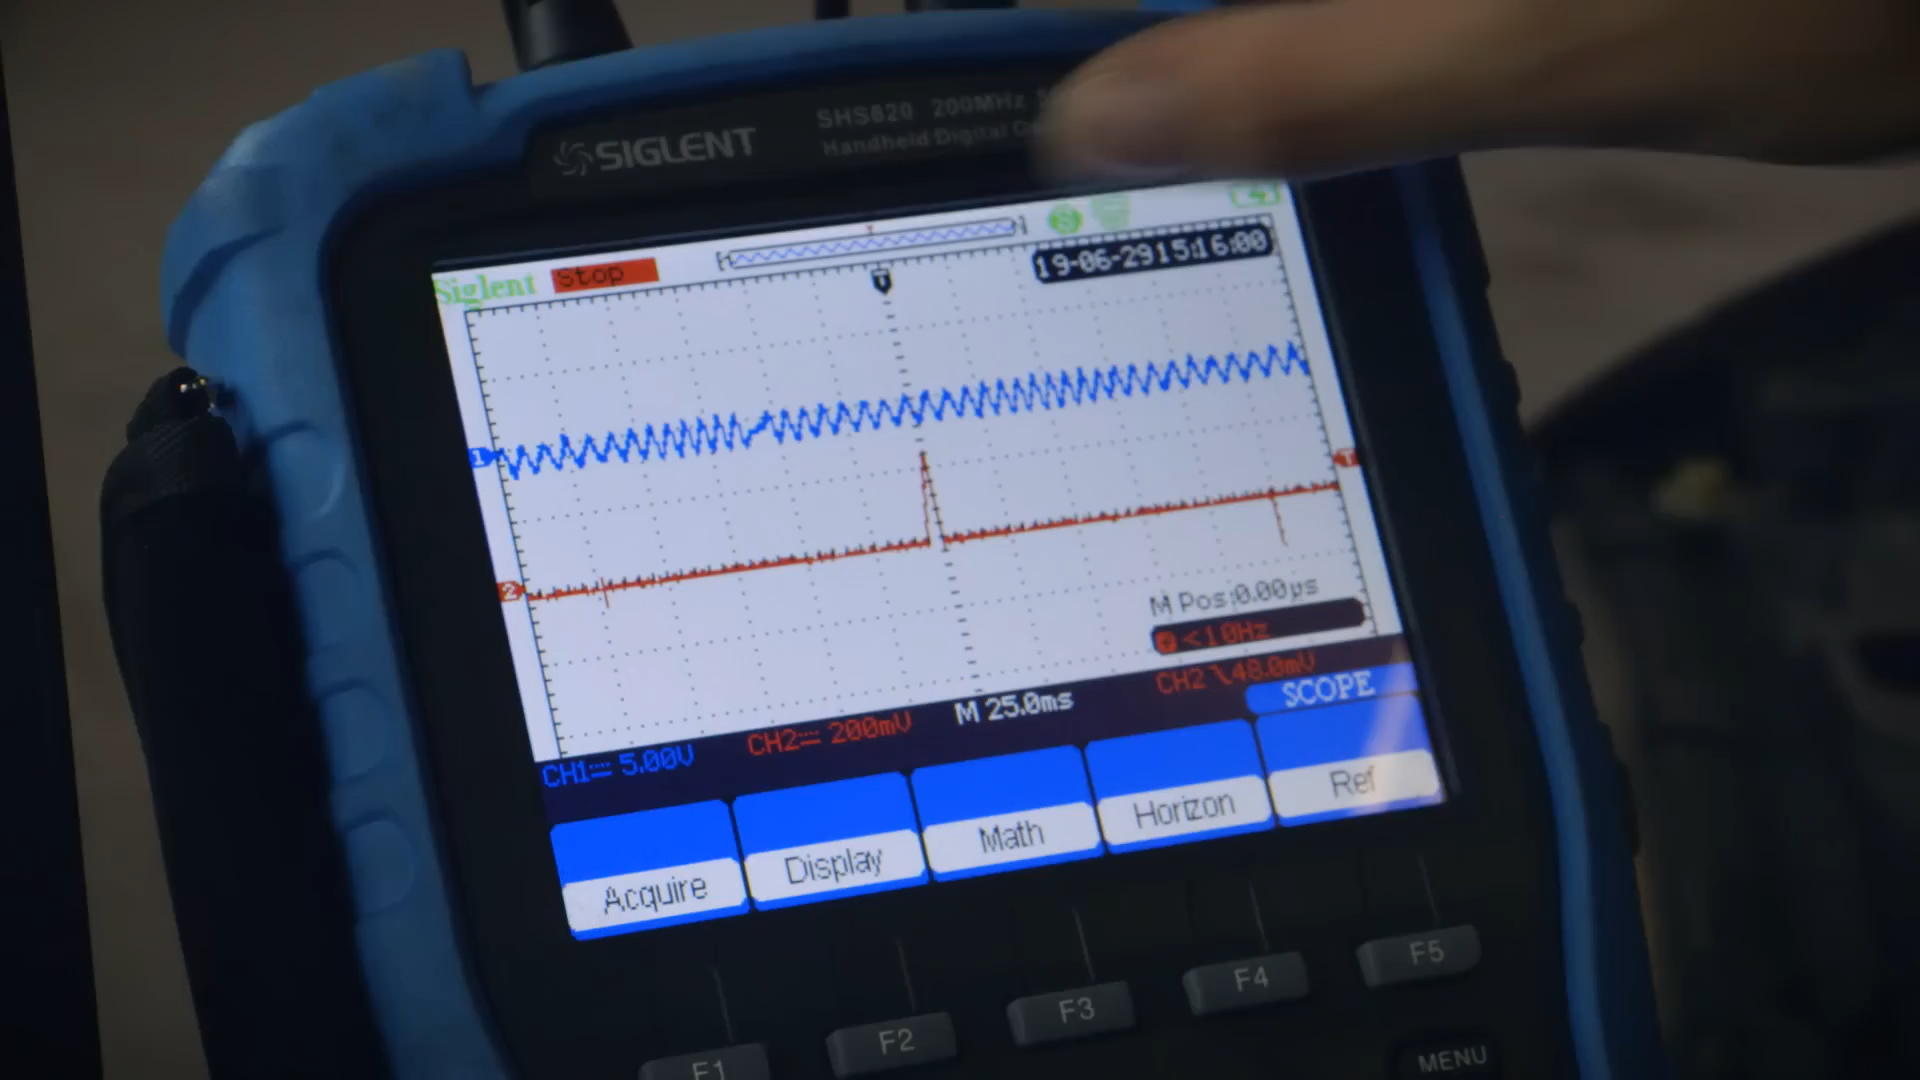 SIGLENT
SHS820 200MHz
Handheld Digital
Siglent Stop
19-06-29 15:16:00
T
1
T
2
M Pos:0.00µs
<10Hz
CH1 5.00V CH2 200mV M 25.0ms CH2 48.0mV
SCOPE
Acquire Display Math Horizon Ref
F1 F2 F3 F4 F5
MENU